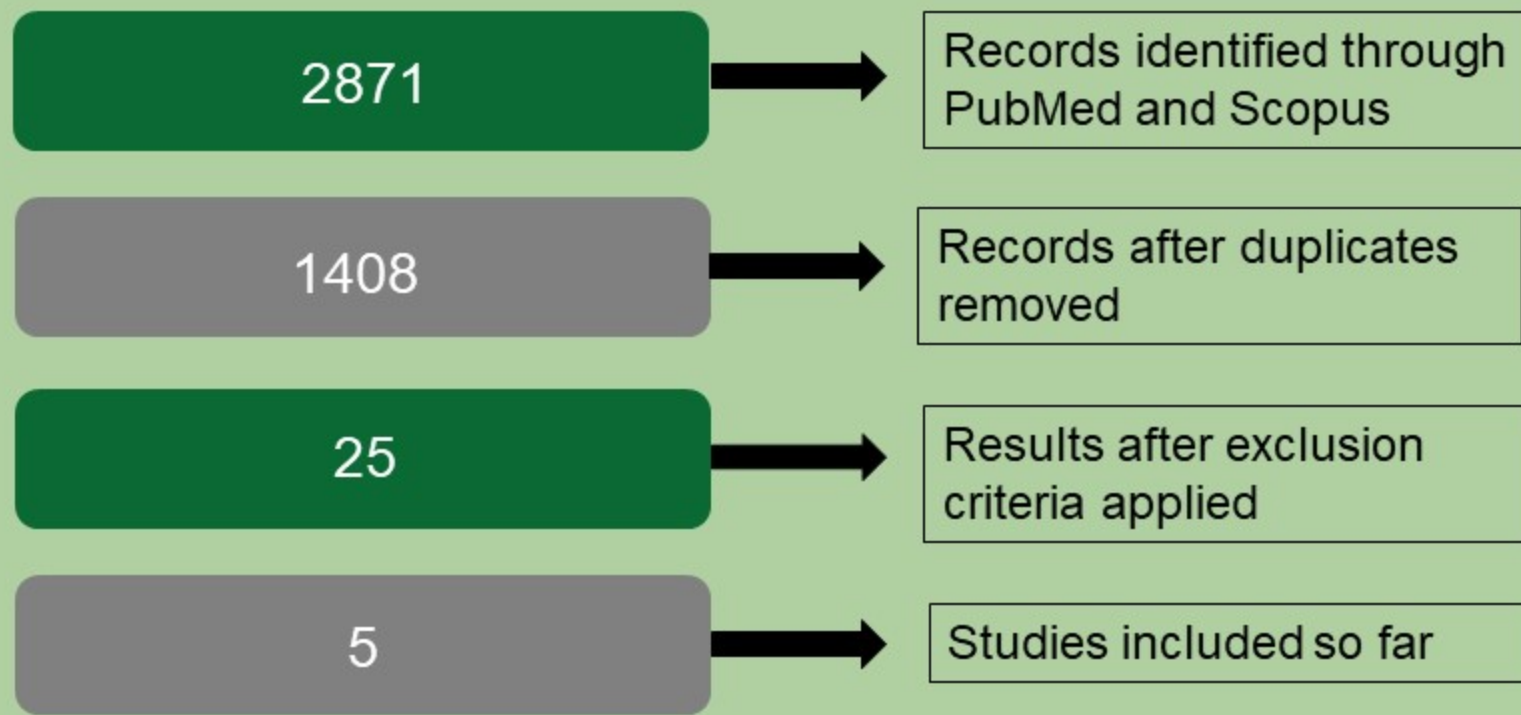 2871
Records identified through
PubMed and Scopus
1408
Records after duplicates
removed
25
Results after exclusion
criteria applied
5
Studies included so far